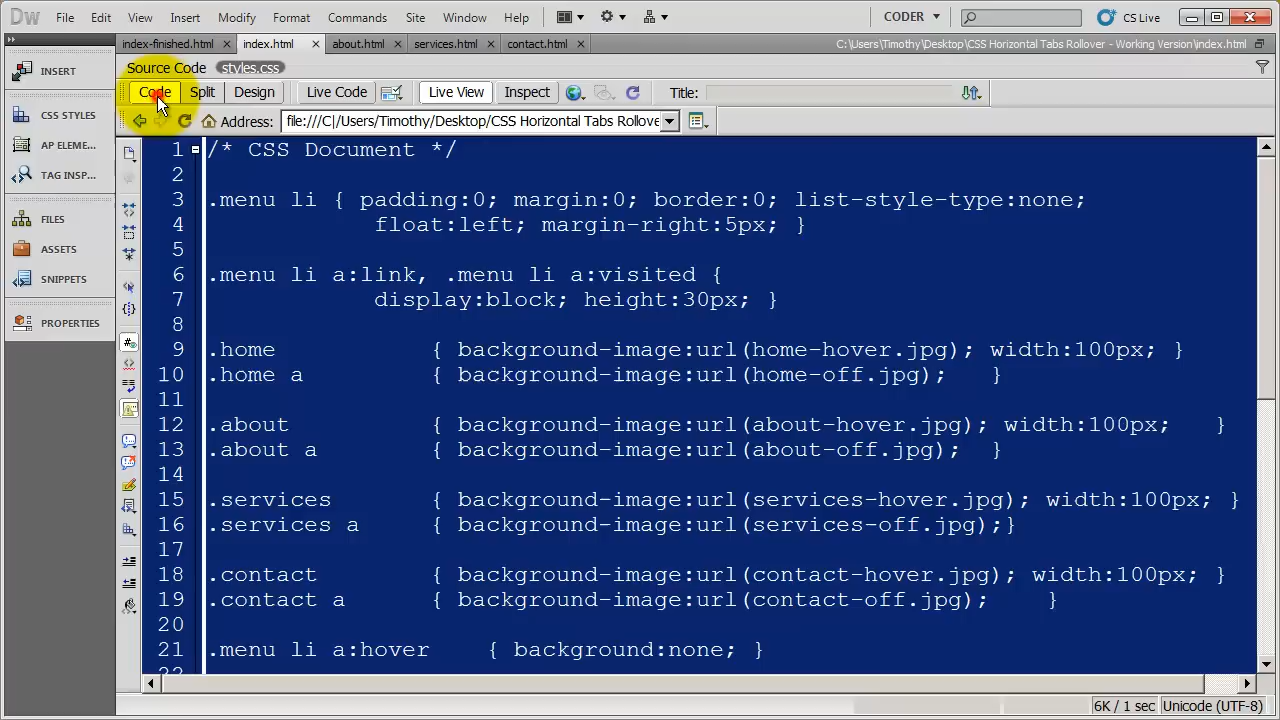 Dw File Edit View Insert Modify Format Commands Site Window Help CODER CS Live
index-finished.html index.html about.html services.html contact.html C:\Users\Timothy\Desktop\CSS Horizontal Tabs Rollover - Working Version\index.html
Source Code styles.css
Code Split Design Live Code Live View Inspect Title:
Address: file:///C|/Users/Timothy/Desktop/CSS Horizontal Tabs Rollove
INSERT
CSS STYLES
AP ELEME...
TAG INSP...
FILES
ASSETS
SNIPPETS
PROPERTIES
1 /* CSS Document */
2
3 .menu li { padding:0; margin:0; border:0; list-style-type:none;
4 float:left; margin-right:5px; }
5
6 .menu li a:link, .menu li a:visited {
7 display:block; height:30px; }
8
9 .home { background-image:url(home-hover.jpg); width:100px; }
10 .home a { background-image:url(home-off.jpg); }
11
12 .about { background-image:url(about-hover.jpg); width:100px; }
13 .about a { background-image:url(about-off.jpg); }
14
15 .services { background-image:url(services-hover.jpg); width:100px; }
16 .services a { background-image:url(services-off.jpg);}
17
18 .contact { background-image:url(contact-hover.jpg); width:100px; }
19 .contact a { background-image:url(contact-off.jpg); }
20
21 .menu li a:hover { background:none; }
22
6K / 1 sec Unicode (UTF-8)